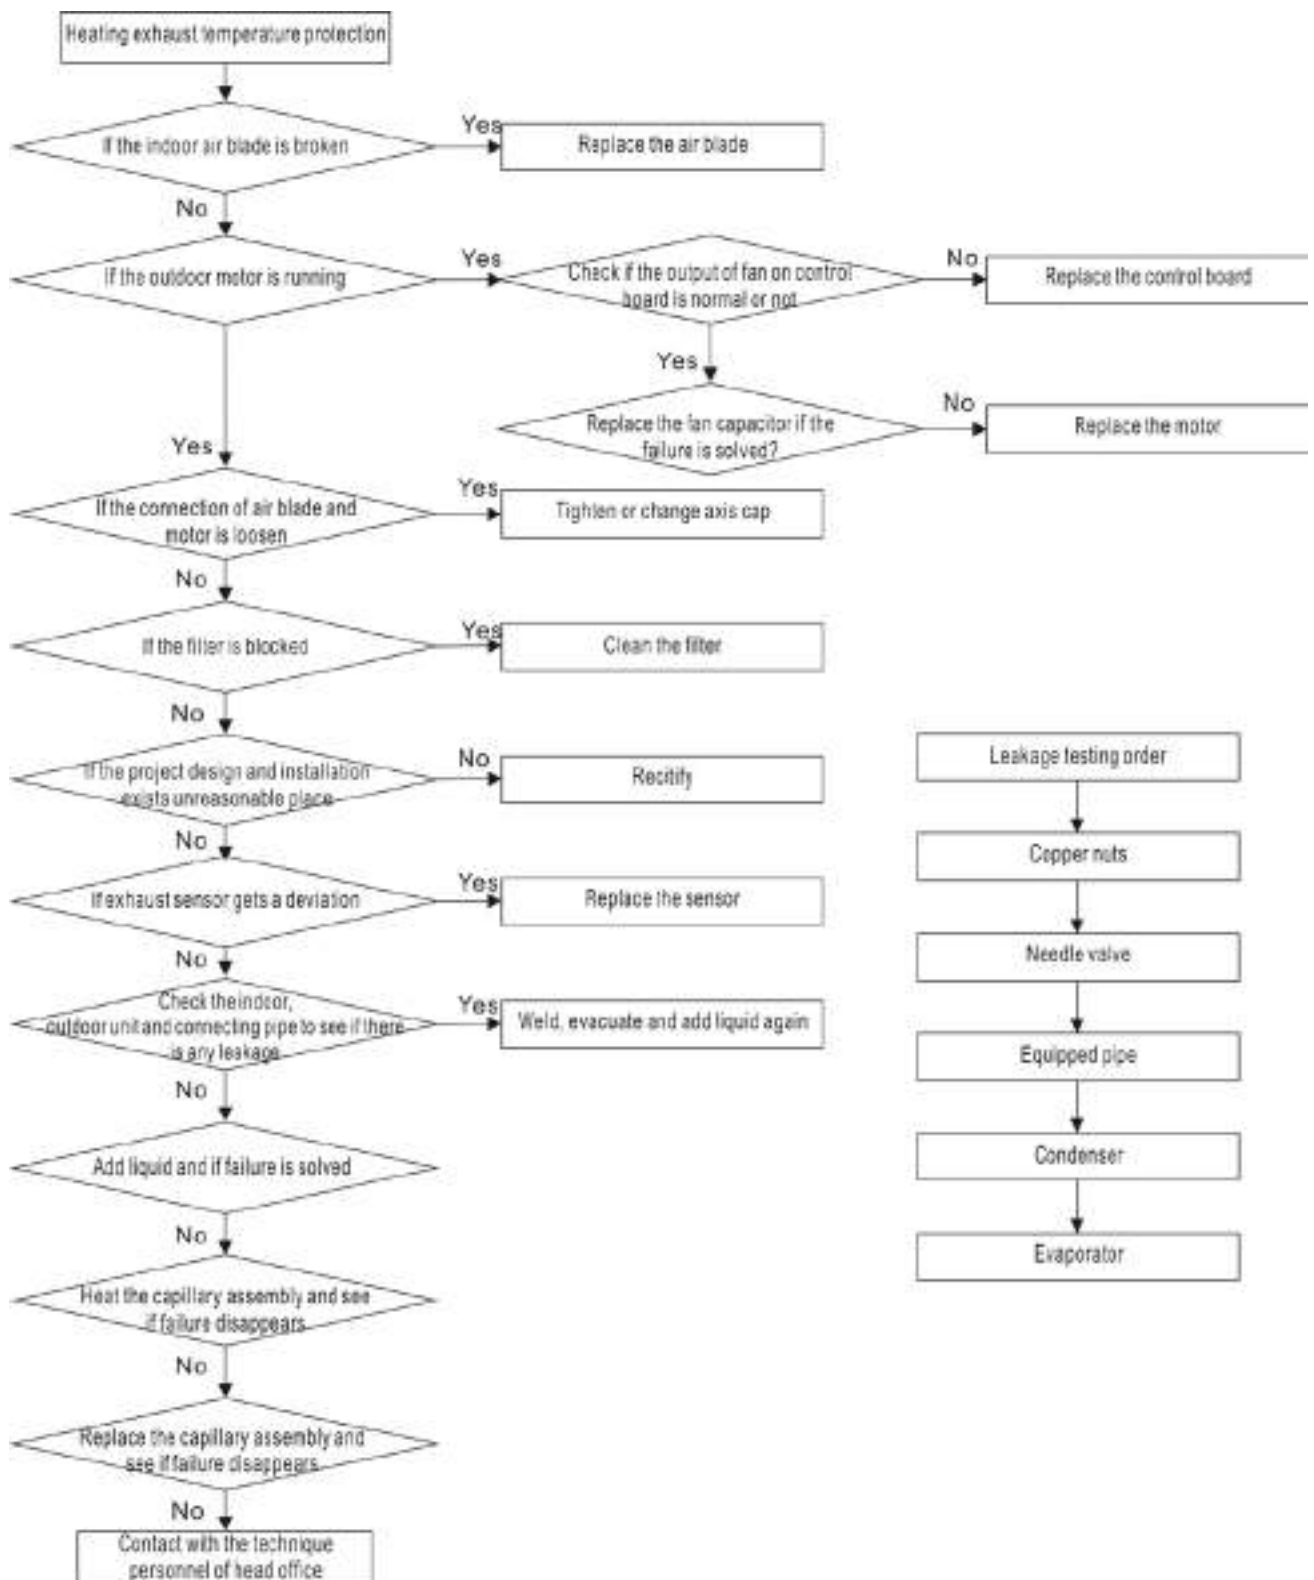 Heating exhaust temperature protection
If the indoor air blade is broken
Yes
Replace the air blade
No
If the outdoor motor is running
Yes
Check if the output of fan on control
board is normal or not
No
Replace the control board
Yes
Replace the fan capacitor if the
failure is solved?
No
Replace the motor
Yes
If the connection of air blade and
motor is loosen
Yes
Tighten or change axis cap
No
If the filter is blocked
Yes
Clean the filter
No
If the project design and installation
exists unreasonable place
No
Recitify
No
If exhaust sensor gets a deviation
Yes
Replace the sensor
No
Check the indoor,
outdoor unit and connecting pipe to see if there
is any leakage
Yes
Weld, evacuate and add liquid again
No
Add liquid and if failure is solved
No
Heat the capillary assembly and see
if failure disappears
No
Replace the capillary assembly and
see if failure disappears
No
Contact with the technique
personnel of head office
Leakage testing order
Copper nuts
Needle valve
Equipped pipe
Condenser
Evaporator